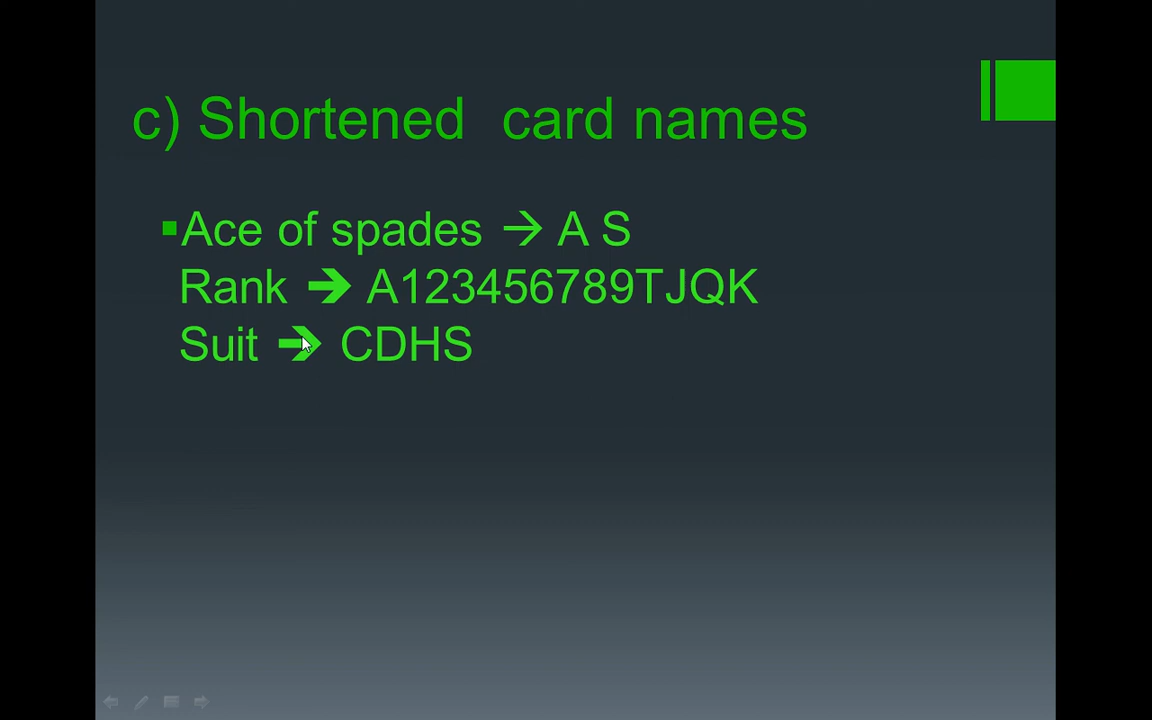 c) Shortened  card names
▪Ace of spades → A S
Rank → A123456789TJQK
Suit → CDHS